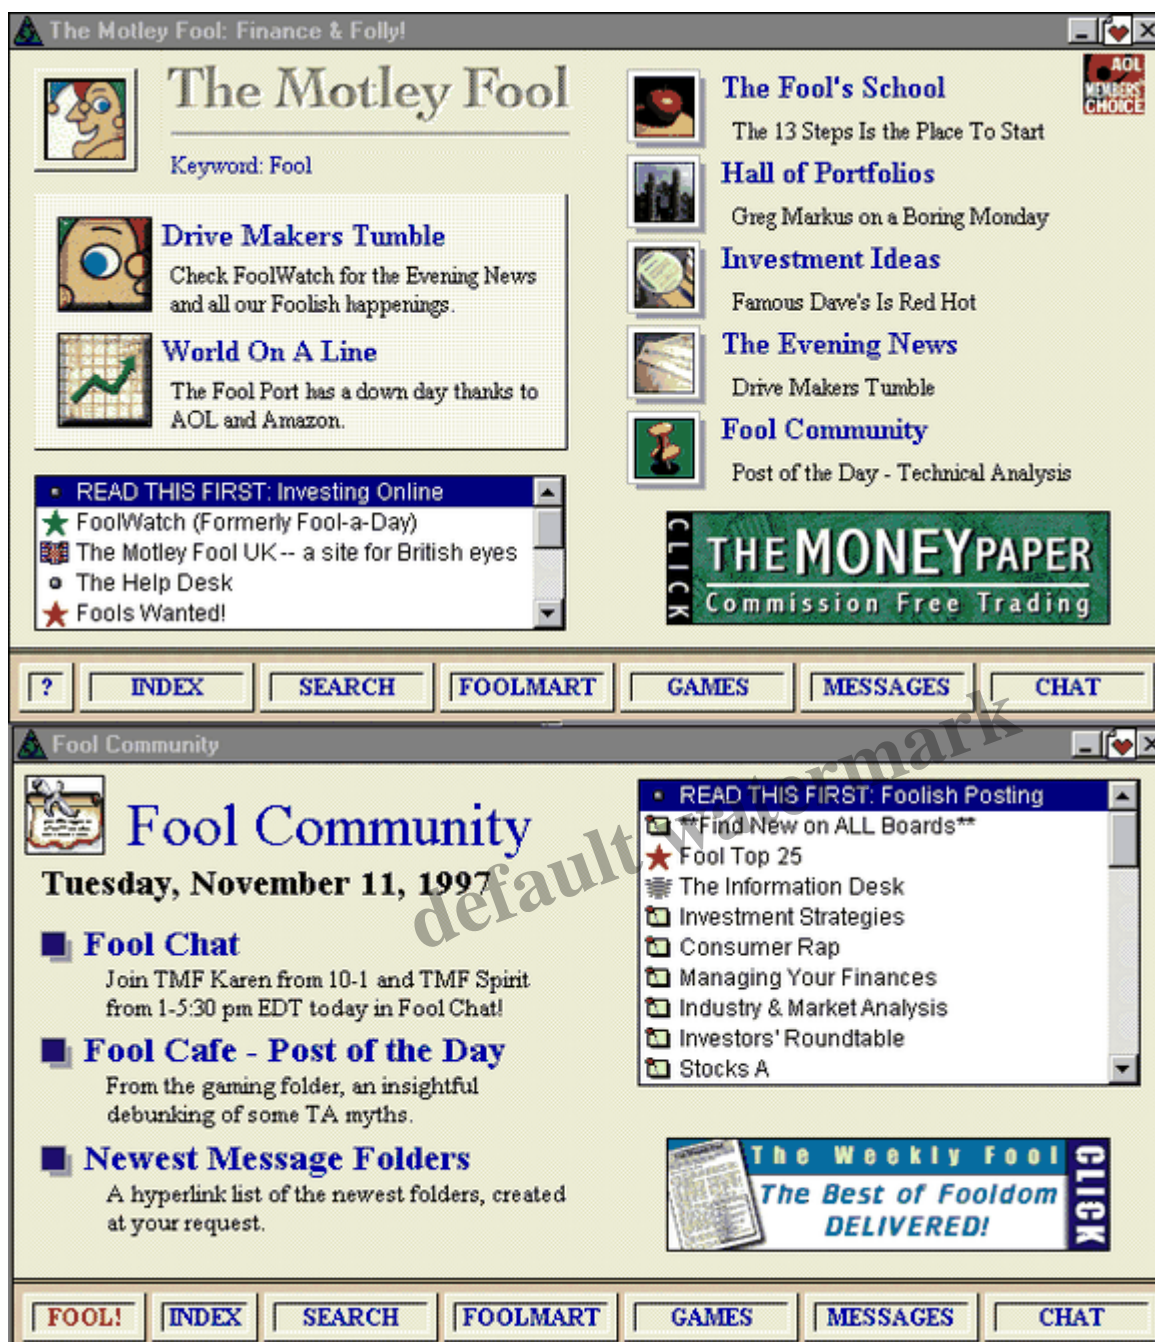 The Motley Fool: Finance & Folly!
The Motley Fool
Keyword: Fool
Drive Makers Tumble
Check FoolWatch for the Evening News
and all our Foolish happenings.
World On A Line
The Fool Port has a down day thanks to
AOL and Amazon.
READ THIS FIRST: Investing Online
FoolWatch (Formerly Fool-a-Day)
The Motley Fool UK -- a site for British eyes
The Help Desk
Fools Wanted!
AOL
MEMBERS'
CHOICE
The Fool's School
The 13 Steps Is the Place To Start
Hall of Portfolios
Greg Markus on a Boring Monday
Investment Ideas
Famous Dave's Is Red Hot
The Evening News
Drive Makers Tumble
Fool Community
Post of the Day - Technical Analysis
CLICK
THE MONEYPAPER
Commission Free Trading
? INDEX SEARCH FOOLMART GAMES MESSAGES CHAT
Fool Community
Fool Community
Tuesday, November 11, 1997
Fool Chat
Join TMF Karen from 10-1 and TMF Spirit
from 1-5:30 pm EDT today in Fool Chat!
Fool Cafe - Post of the Day
From the gaming folder, an insightful
debunking of some TA myths.
Newest Message Folders
A hyperlink list of the newest folders, created
at your request.
READ THIS FIRST: Foolish Posting
**Find New on ALL Boards**
Fool Top 25
The Information Desk
Investment Strategies
Consumer Rap
Managing Your Finances
Industry & Market Analysis
Investors' Roundtable
Stocks A
The Weekly Fool
The Best of Fooldom
DELIVERED!
CLICK
FOOL! INDEX SEARCH FOOLMART GAMES MESSAGES CHAT
default watermark